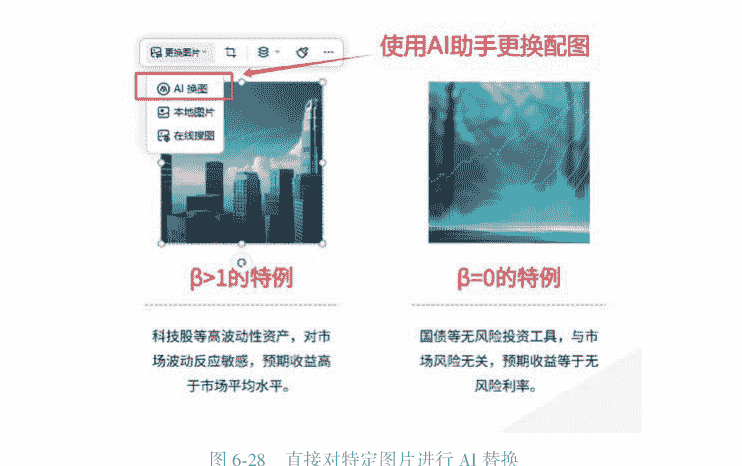 更换图片
使用AI助手更换配图
AI 换图
本地图片
在线搜图
β>1的特例
β=0的特例
科技股等高波动性资产，对市
场波动反应敏感，预期收益高
于市场平均水平。
国债等无风险投资工具，与市
场风险无关，预期收益等于无
风险利率。
图 6-28 直接对特定图片进行 AI 替换